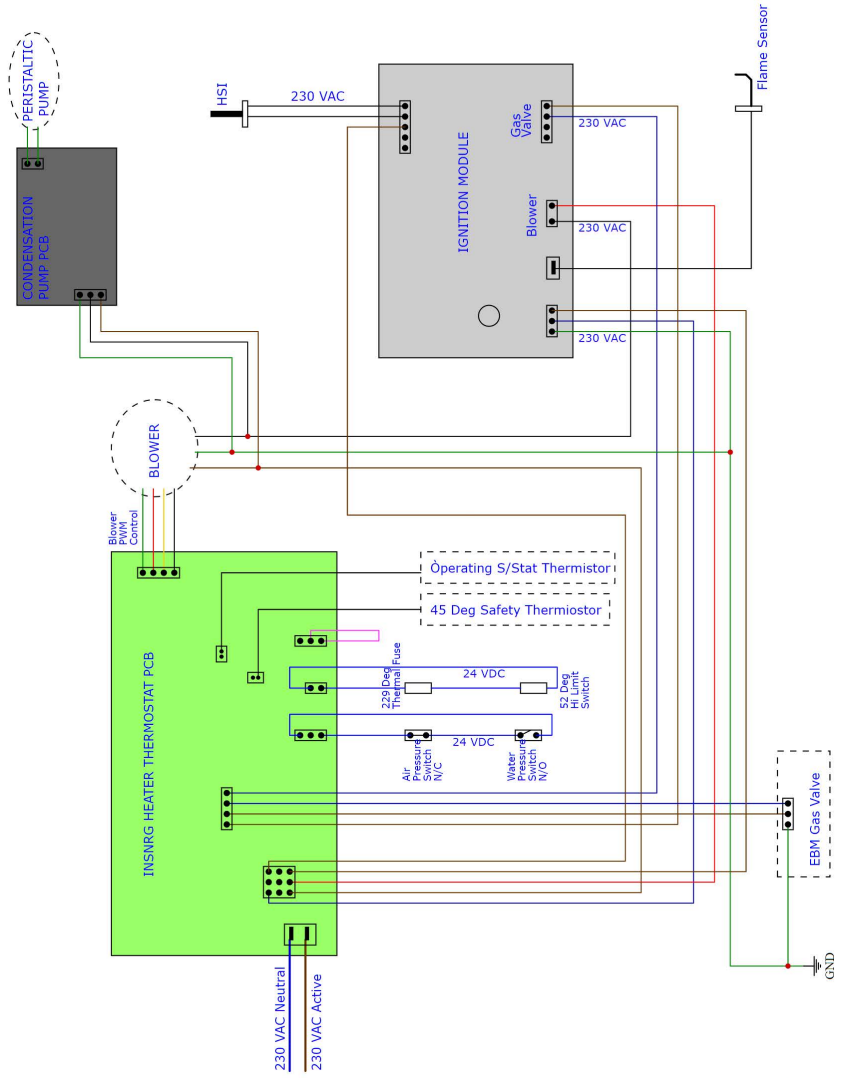 PERISTALTIC
PUMP
CONDENSATION
PUMP PCB
HSI
230 VAC
IGNITION MODULE
Gas
Valve
230 VAC
Blower
230 VAC
230 VAC
Flame Sensor
BLOWER
Blower
PWM
Control
Òperating S/Stat Thermistor
45 Deg Safety Thermiostor
229 Deg
Thermal Fuse
24 VDC
52 Deg
Hi Limit
Switch
Air
Pressure
Switch
N/C
24 VDC
Water
Pressure
Switch
N/O
INSNRG HEATER THERMOSTAT PCB
EBM Gas Valve
230 VAC Neutral
230 VAC Active
GND